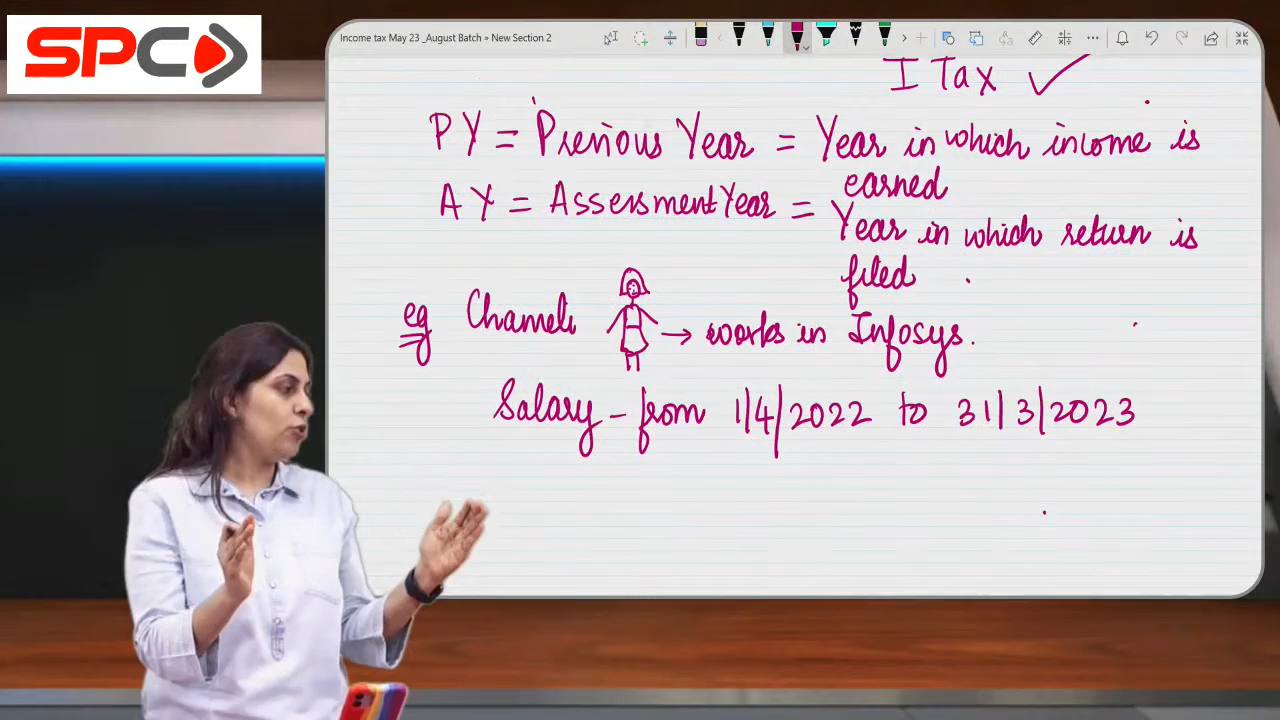 SPC
Income tax May 23 _August Batch » New Section 2
I Tax
PY = Previous Year = Year in which income is
earned
AY = Assessment Year = Year in which return is
filed
eg Chameli → works in Infosys.
Salary - from 1/4/2022 to 31/3/2023